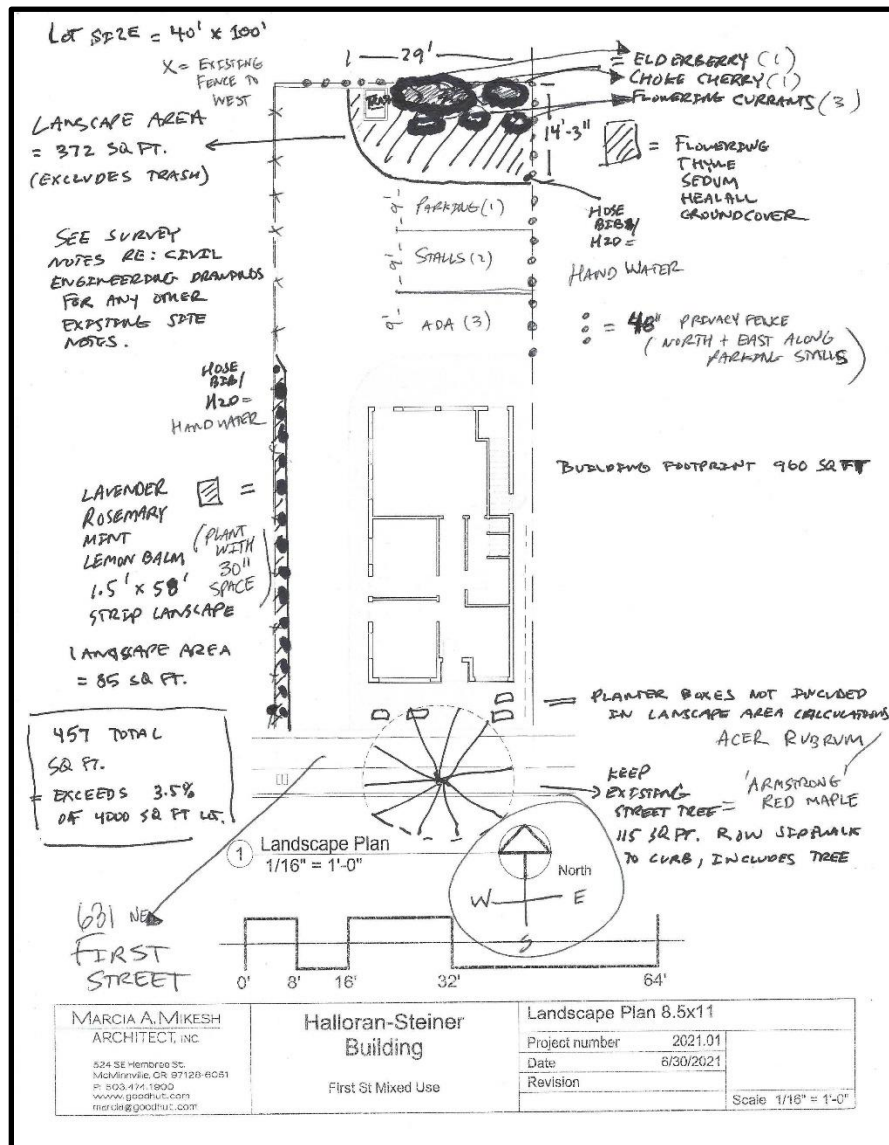 LOT SIZE = 40' x 100'
X = EXISTING
FENCE TO
WEST
29'
= ELDERBERRY (1)
CHOKE CHERRY (1)
FLOWERING CURRANTS (3)
TRASH
14'-3"
LANSCAPE AREA
= 372 SQ FT.
(EXCLUDES TRASH)
= FLOWERING
THYME
SEDUM
HEALALL
GROUNDCOVER
9' PARKING (1)
9' STALLS (2)
9' ADA (3)
HOSE
BIBB/
H2O =
HAND WATER
SEE SURVEY
NOTES RE: CIVIL
ENGINEERING DRAWINGS
FOR ANY OTHER
EXISTING SITE
NOTES.
= 48" PRIVACY FENCE
(NORTH + EAST ALONG
PARKING STALLS)
HOSE
BIB/
H2O =
HAND WATER
BUILDING FOOTPRINT 960 SQ FT
LAVENDER =
ROSEMARY
MINT
LEMON BALM
1.5' x 58'
STRIP LANSCAPE
(PLANT
WITH
30"
SPACE)
LANDSCAPE AREA
= 85 SQ FT.
= PLANTER BOXES NOT INCLUDED
IN LANSCAPE AREA CALCULATIONS
457 TOTAL
SQ FT.
= EXCEEDS 3.5%
OF 4000 SQ FT LOT.
ACER RUBRUM
'ARMSTRONG'
RED MAPLE
KEEP
EXISTING
STREET TREE =
115 SQ FT. ROW SIDEWALK
TO CURB, INCLUDES TREE
1 Landscape Plan
1/16" = 1'-0"
North
W E
S
631 NE
FIRST
STREET
0' 8' 16' 32' 64'
MARCIA A. MIKESH
ARCHITECT, INC.
524 SE Hembree St.
McMinnville, OR 97128-6051
P: 503.474.1900
www.goodhut.com
marcia@goodhut.com
Halloran-Steiner
Building
First St Mixed Use
Landscape Plan 8.5x11
Project number 2021.01
Date 6/30/2021
Revision
Scale 1/16" = 1'-0"